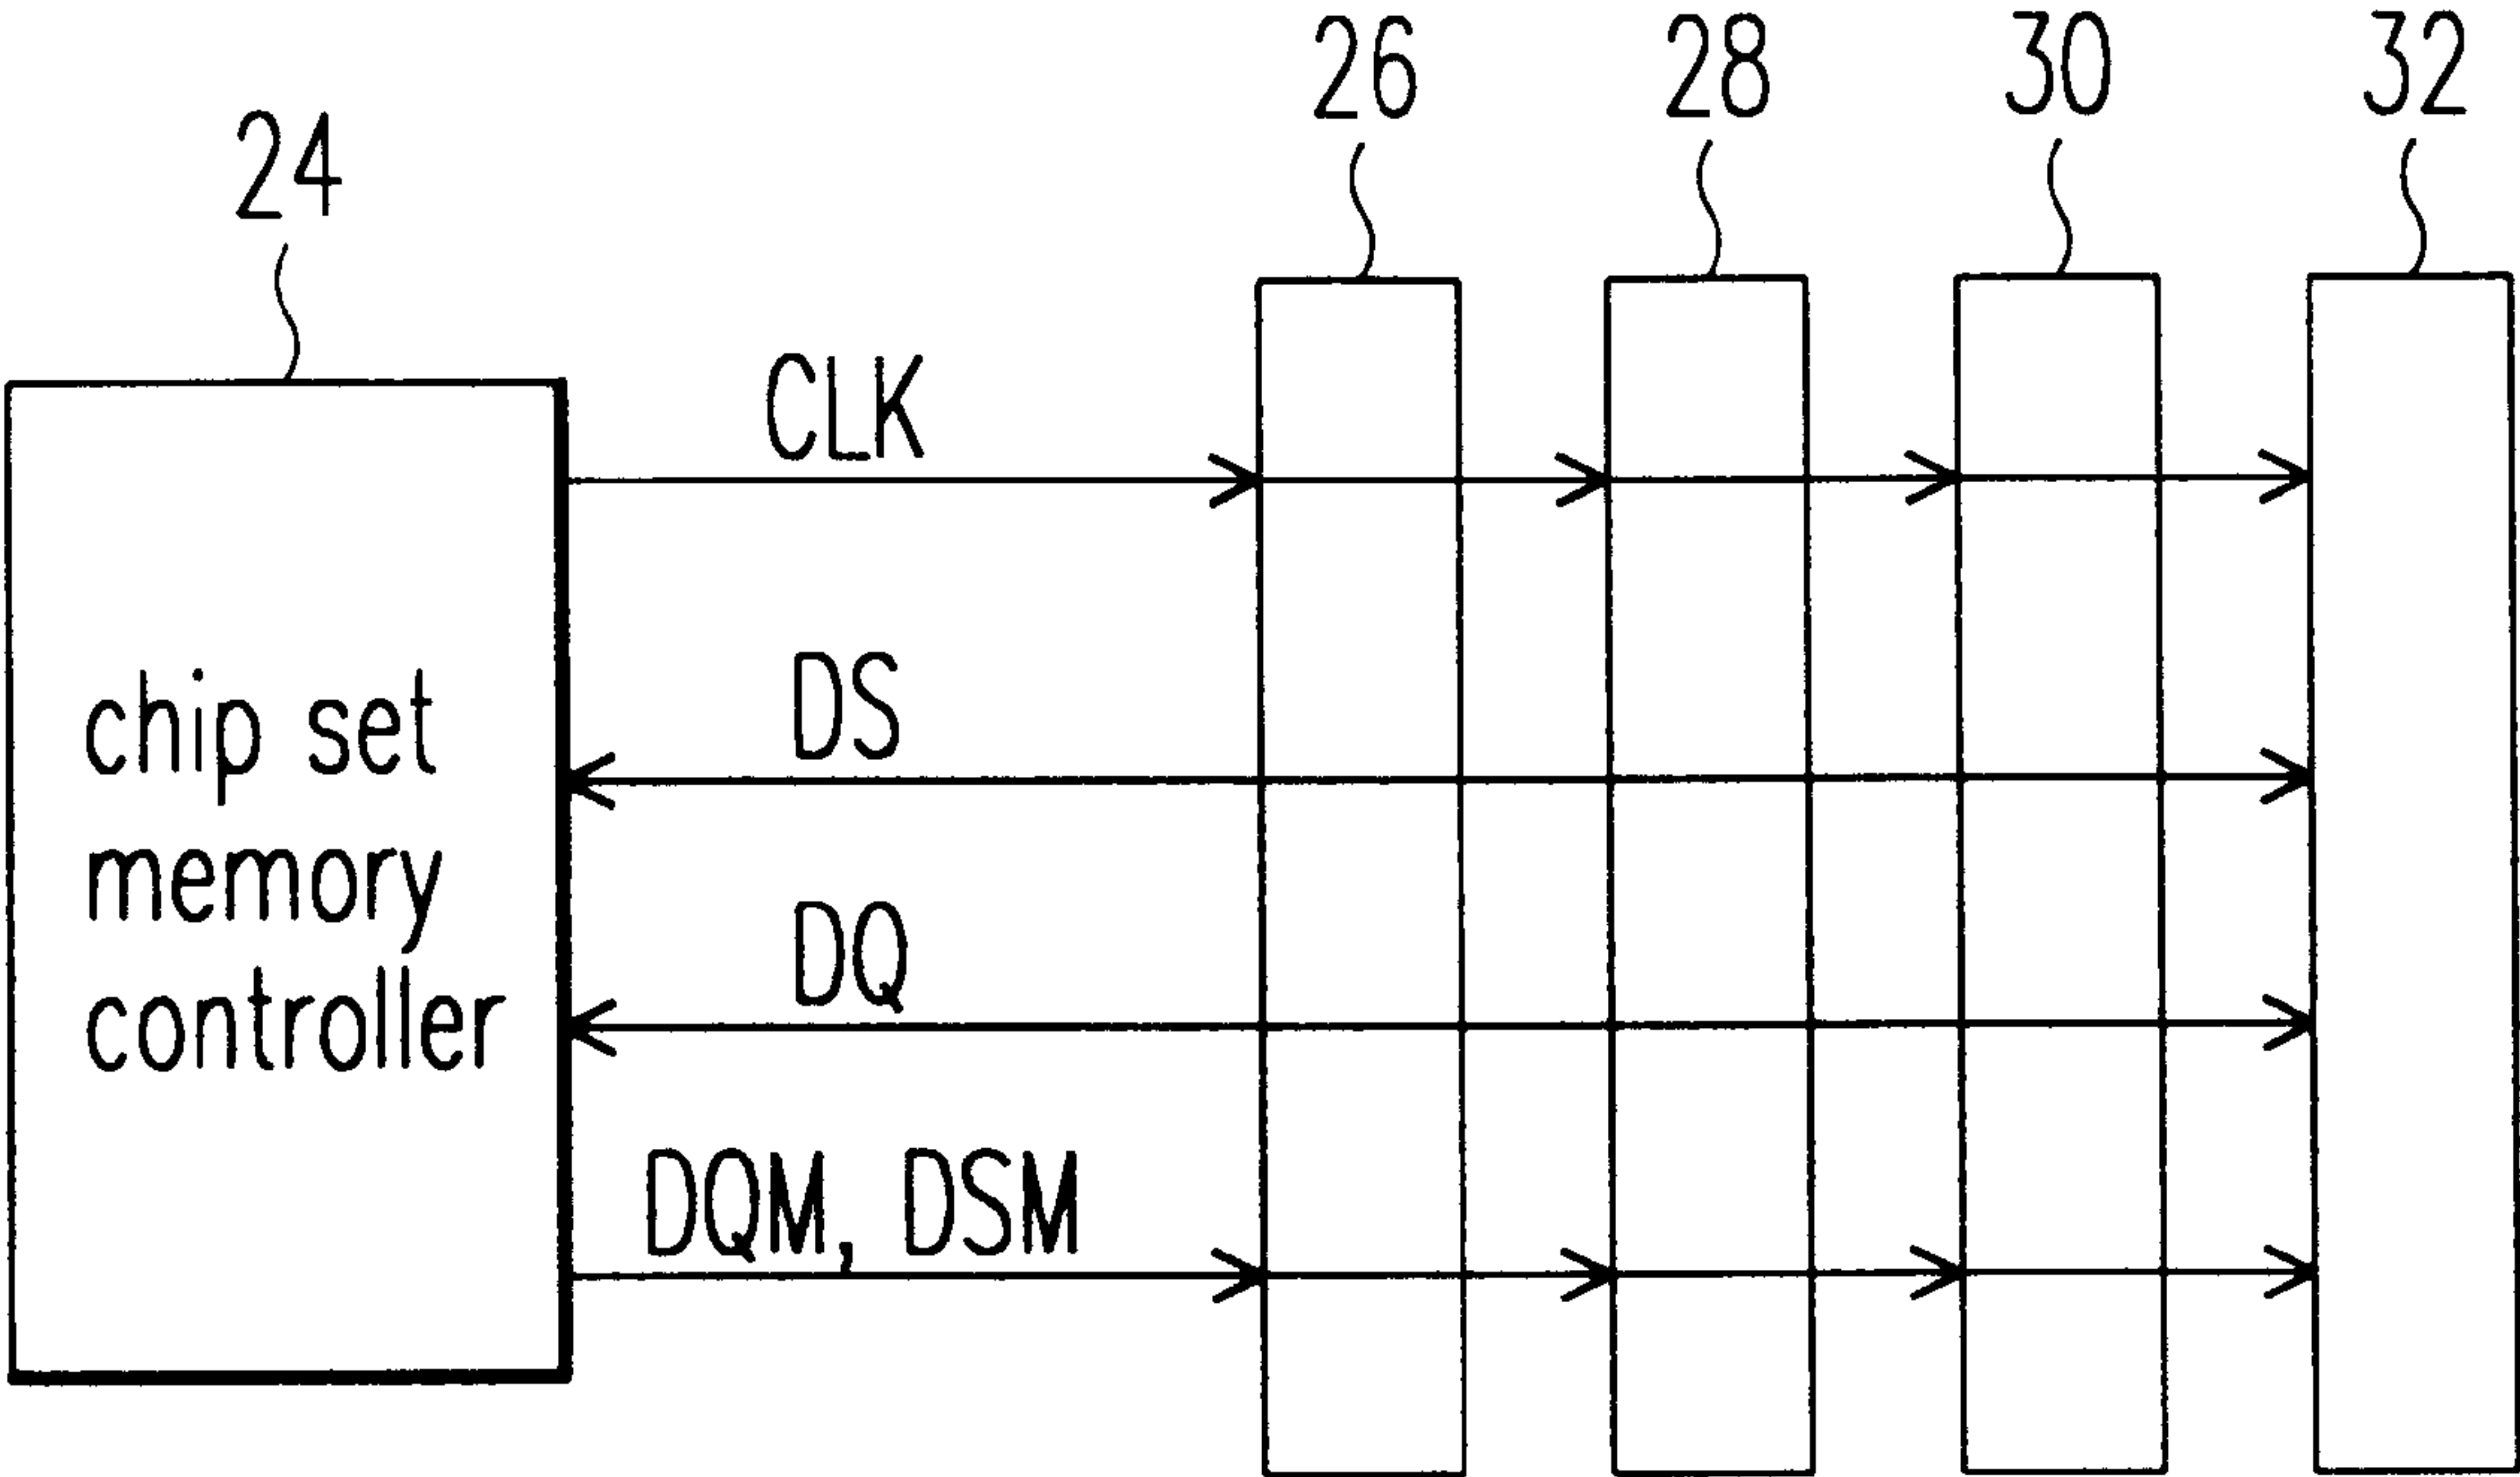 26 28 30 32
24
CLK
DS
chip set
memory
DQ
controller
DQM, DSM